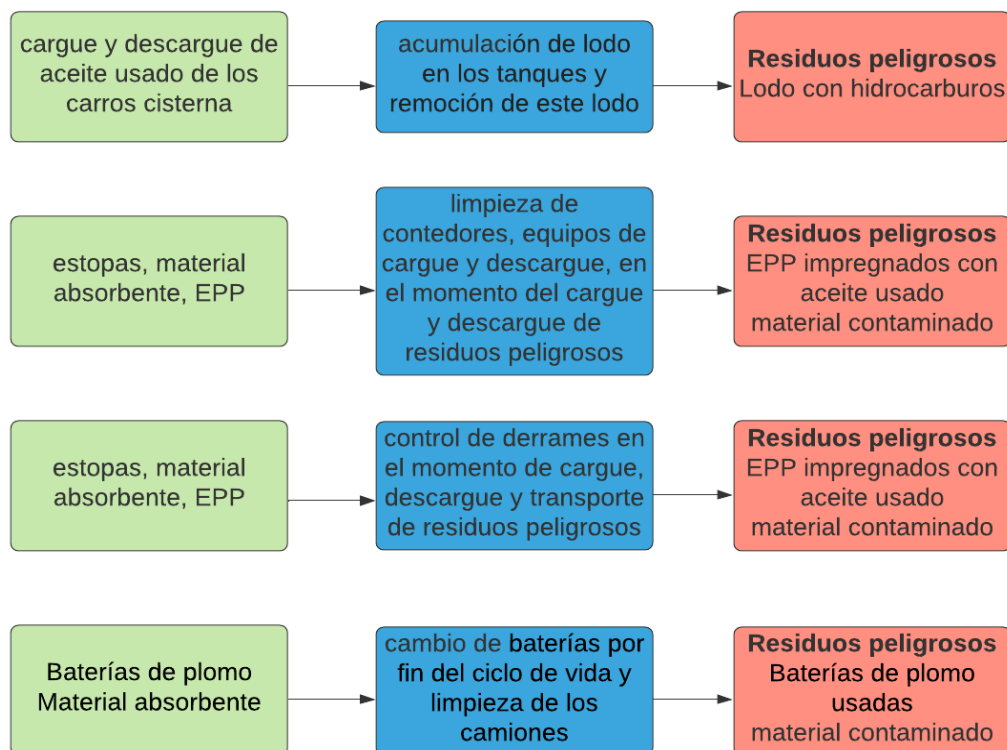 cargue y descargue de
aceite usado de los
carros cisterna
acumulación de lodo
en los tanques y
remoción de este lodo
Residuos peligrosos
Lodo con hidrocarburos
estopas, material
absorbente, EPP
limpieza de
contedores, equipos de
cargue y descargue, en
el momento del cargue
y descargue de
residuos peligrosos
Residuos peligrosos
EPP impregnados con
aceite usado
material contaminado
estopas, material
absorbente, EPP
control de derrames en
el momento de cargue,
descargue y transporte
de residuos peligrosos
Residuos peligrosos
EPP impregnados con
aceite usado
material contaminado
Baterías de plomo
Material absorbente
cambio de baterías por
fin del ciclo de vida y
limpieza de los
camiones
Residuos peligrosos
Baterías de plomo
usadas
material contaminado